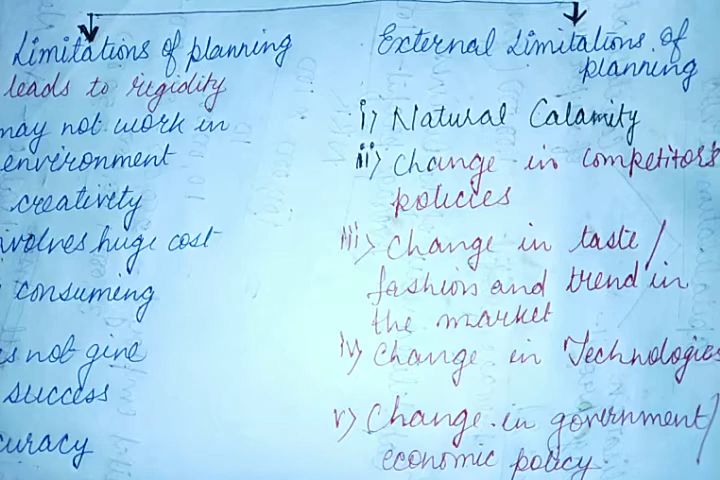 Limitations of planning
leads to rigidity
may not work in
environment
creativity
involves huge cost
consuming
not give
success
External Limitations of
planning
i) Natural Calamity
ii) Change in competitor's
policies
iii) Change in taste/
fashion and trend in
the market
iv) Change in Technologies
v) Change in government/
economic policy